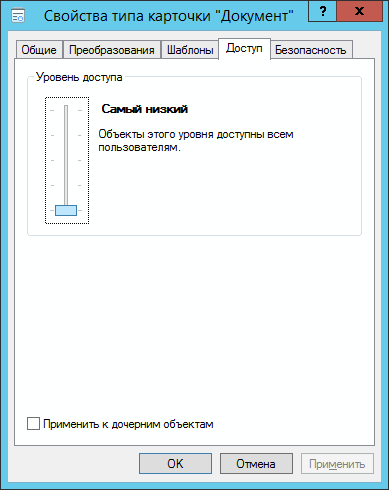 Свойства типа карточки "Документ"
? x
Общие Преобразования Шаблоны Доступ Безопасность
Уровень доступа
Самый низкий
Объекты этого уровня доступны всем
пользователям.
Применить к дочерним объектам
OK Отмена Применить